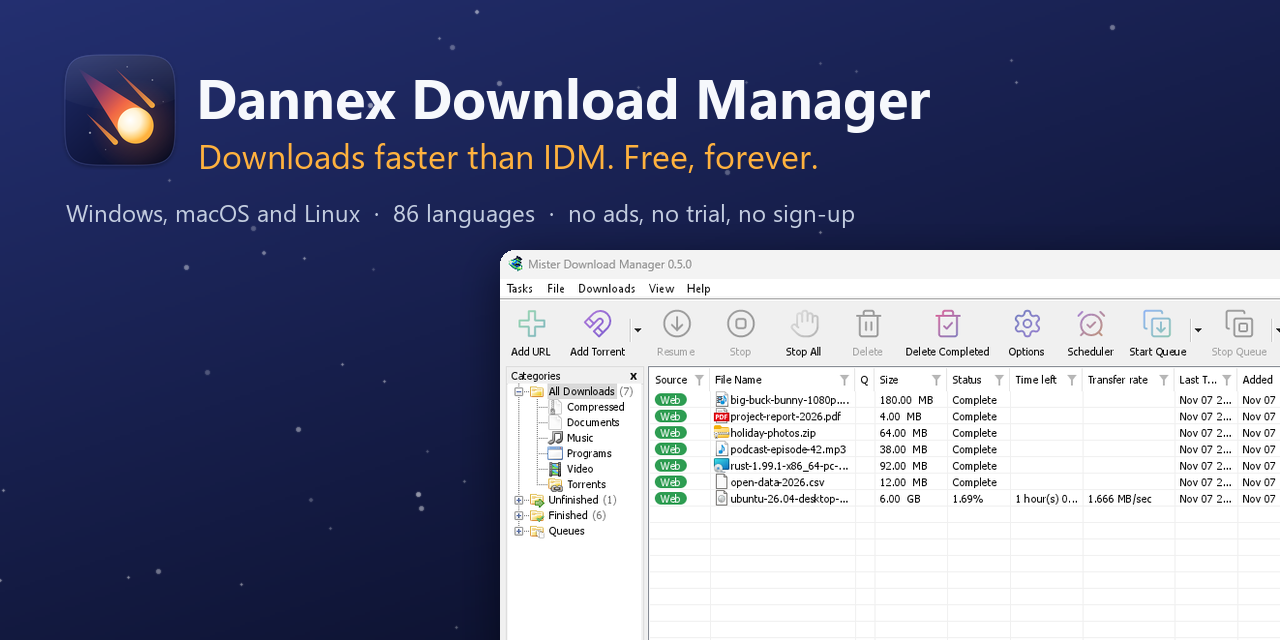 Dannex Download Manager
Downloads faster than IDM. Free, forever.
Windows, macOS and Linux · 86 languages · no ads, no trial, no sign-up
Mister Download Manager 0.5.0
Tasks File Downloads View Help
Add URL Add Torrent Resume Stop Stop All Delete Delete Completed Options Scheduler Start Queue Stop Queue
Categories x
Source File Name Q Size Status Time left Transfer rate Last T... Added
All Downloads (7)
Compressed
Documents
Music
Programs
Video
Torrents
Unfinished (1)
Finished (6)
Queues
Web big-buck-bunny-1080p.... 180.00 MB Complete Nov 07 2... Nov 07
Web project-report-2026.pdf 4.00 MB Complete Nov 07 2... Nov 07
Web holiday-photos.zip 64.00 MB Complete Nov 07 2... Nov 07
Web podcast-episode-42.mp3 38.00 MB Complete Nov 07 2... Nov 07
Web rust-1.99.1-x86_64-pc-... 92.00 MB Complete Nov 07 2... Nov 07
Web open-data-2026.csv 12.00 MB Complete Nov 07 2... Nov 07
Web ubuntu-26.04-desktop-... 6.00 GB 1.69% 1 hour(s) 0... 1.666 MB/sec Nov 07 2... Nov 07